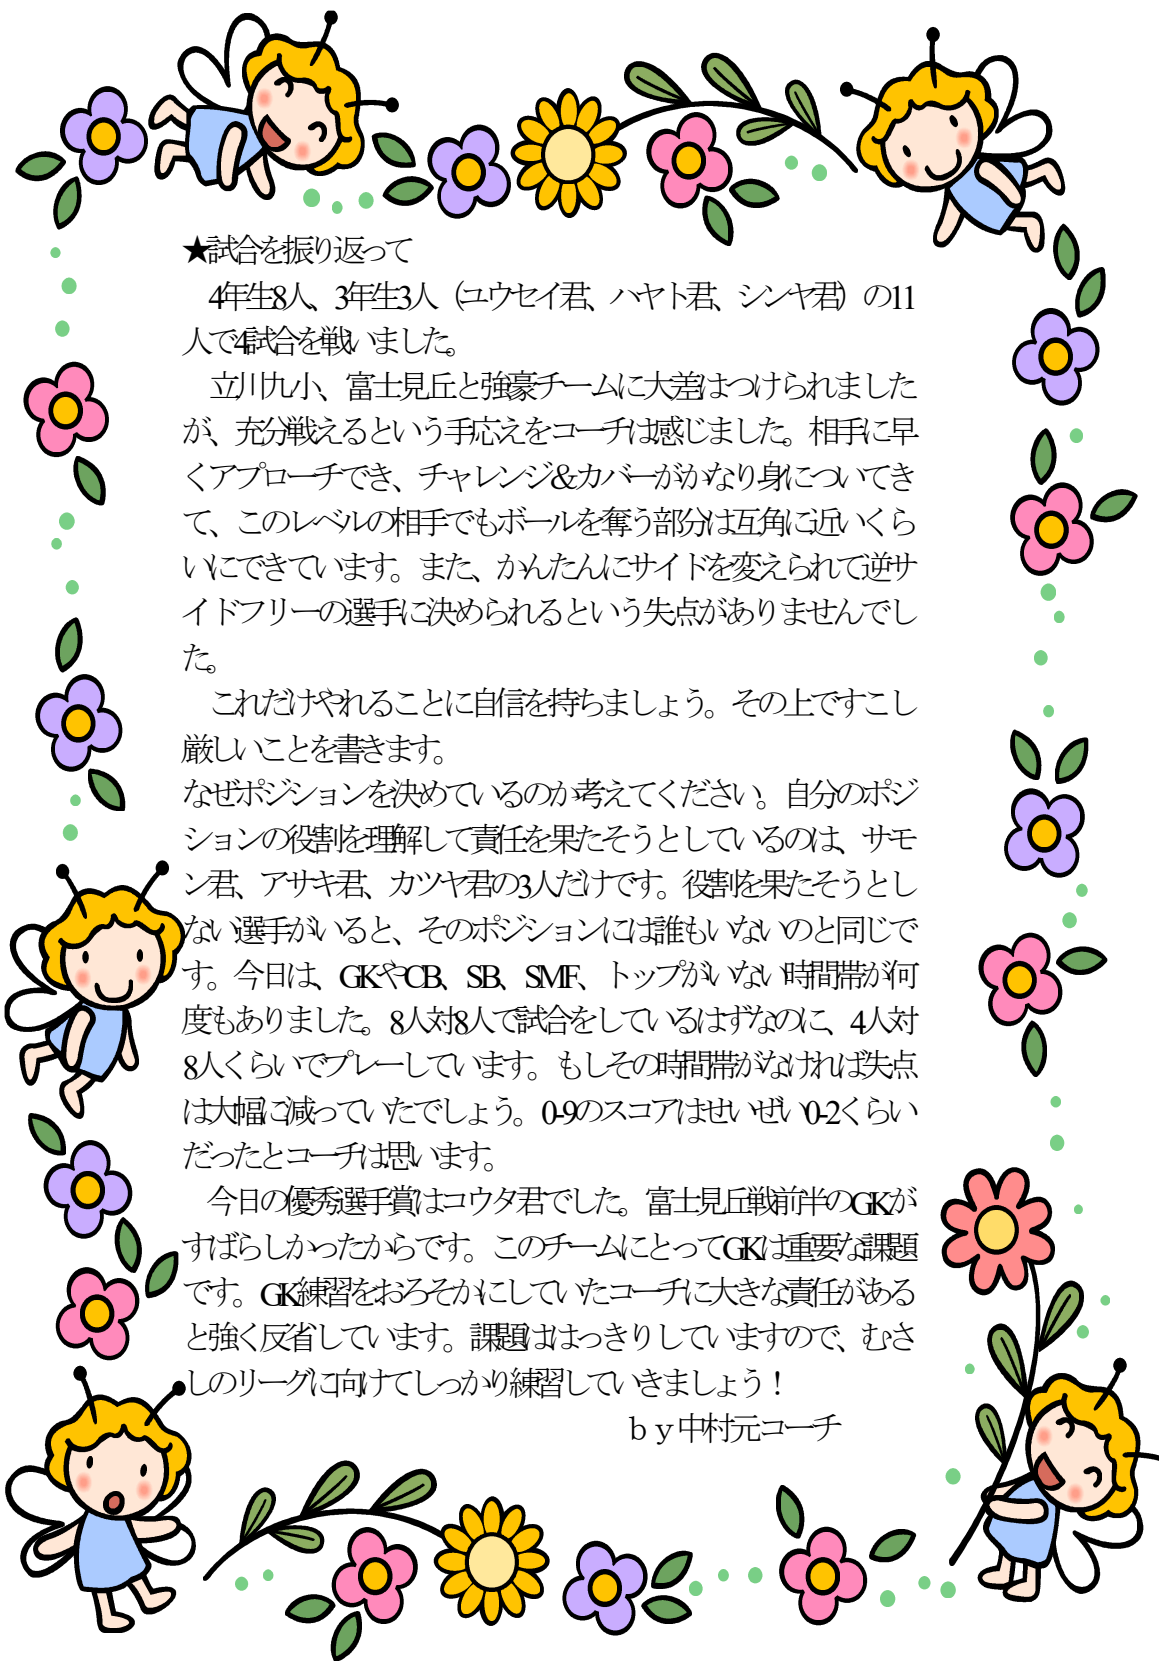 ★試合を振り返って
　4年生8人、3年生3人（ユウセイ君、ハヤト君、シンヤ君）の11
人で4試合を戦いました。
　立川九小、富士見丘と強豪チームに大差はつけられました
が、充分戦えるという手応えをコーチは感じました。相手に早
くアプローチでき、チャレンジ＆カバーがかなり身についてき
て、このレベルの相手でもボールを奪う部分は互角に近いくら
いにできています。また、かんたんにサイドを変えられて逆サ
イドフリーの選手に決められるという失点がありませんでし
た。
　これだけやれることに自信を持ちましょう。その上ですこし
厳しいことを書きます。
なぜポジションを決めているのか考えてください。自分のポジ
ションの役割を理解して責任を果たそうとしているのは、サモ
ン君、アサキ君、カツヤ君の3人だけです。役割を果たそうとし
ない選手がいると、そのポジションには誰もいないのと同じで
す。今日は、GKやCB、SB、SMF、トップがいない時間帯が何
度もありました。8人対8人で試合をしているはずなのに、4人対
8人くらいでプレーしています。もしその時間帯がなければ失点
は大幅に減っていたでしょう。0-9のスコアはせいぜい0-2くらい
だったとコーチは思います。
　今日の優秀選手賞はコウタ君でした。富士見丘戦前半のGKが
すばらしかったからです。このチームにとってGKは重要な課題
です。GK練習をおろそかにしていたコーチに大きな責任がある
と強く反省しています。課題ははっきりしていますので、むさ
しのリーグに向けてしっかり練習していきましょう！
ｂｙ中村元コーチ